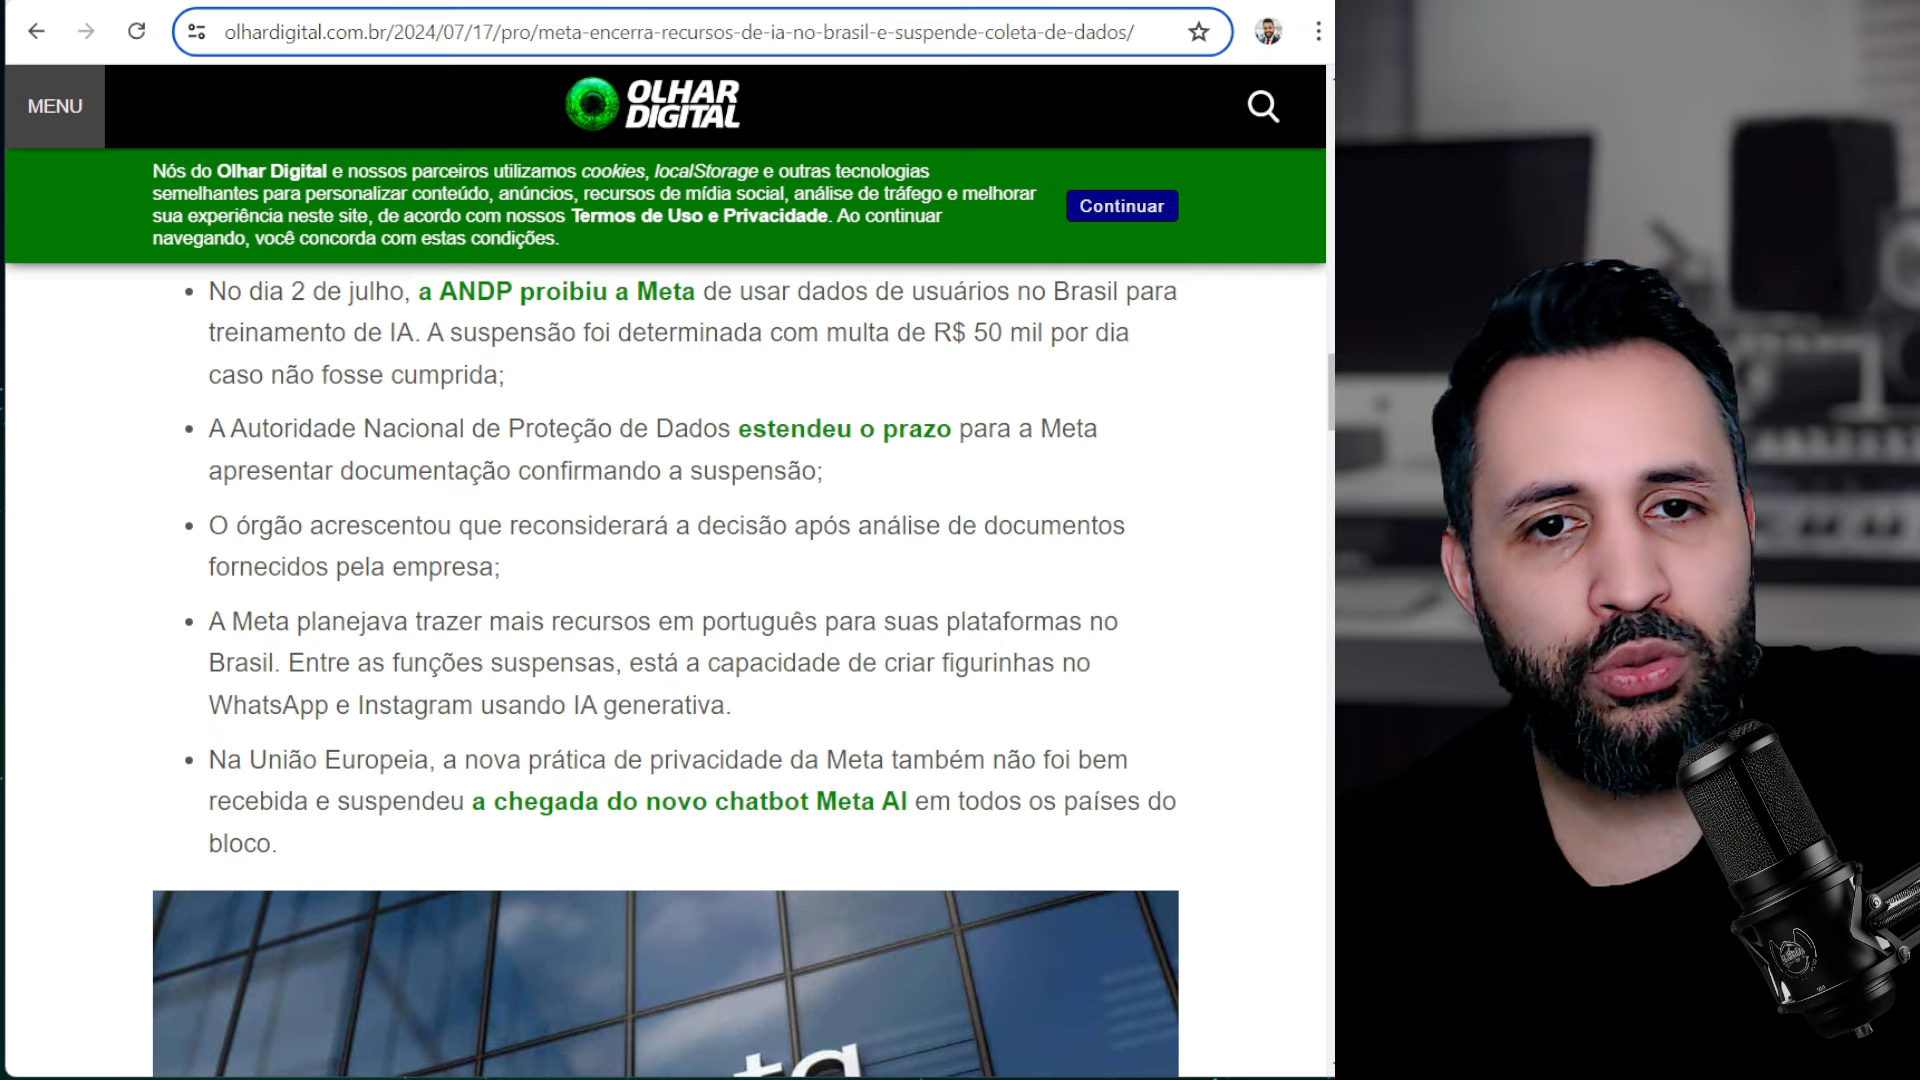 olhardigital.com.br/2024/07/17/pro/meta-encerra-recursos-de-ia-no-brasil-e-suspende-coleta-de-dados/
MENU
OLHAR
DIGITAL
Nós do Olhar Digital e nossos parceiros utilizamos cookies, localStorage e outras tecnologias
semelhantes para personalizar conteúdo, anúncios, recursos de mídia social, análise de tráfego e melhorar
sua experiência neste site, de acordo com nossos Termos de Uso e Privacidade. Ao continuar
navegando, você concorda com estas condições.
Continuar
• No dia 2 de julho, a ANDP proibiu a Meta de usar dados de usuários no Brasil para
treinamento de IA. A suspensão foi determinada com multa de R$ 50 mil por dia
caso não fosse cumprida;
• A Autoridade Nacional de Proteção de Dados estendeu o prazo para a Meta
apresentar documentação confirmando a suspensão;
• O órgão acrescentou que reconsiderará a decisão após análise de documentos
fornecidos pela empresa;
• A Meta planejava trazer mais recursos em português para suas plataformas no
Brasil. Entre as funções suspensas, está a capacidade de criar figurinhas no
WhatsApp e Instagram usando IA generativa.
• Na União Europeia, a nova prática de privacidade da Meta também não foi bem
recebida e suspendeu a chegada do novo chatbot Meta AI em todos os países do
bloco.